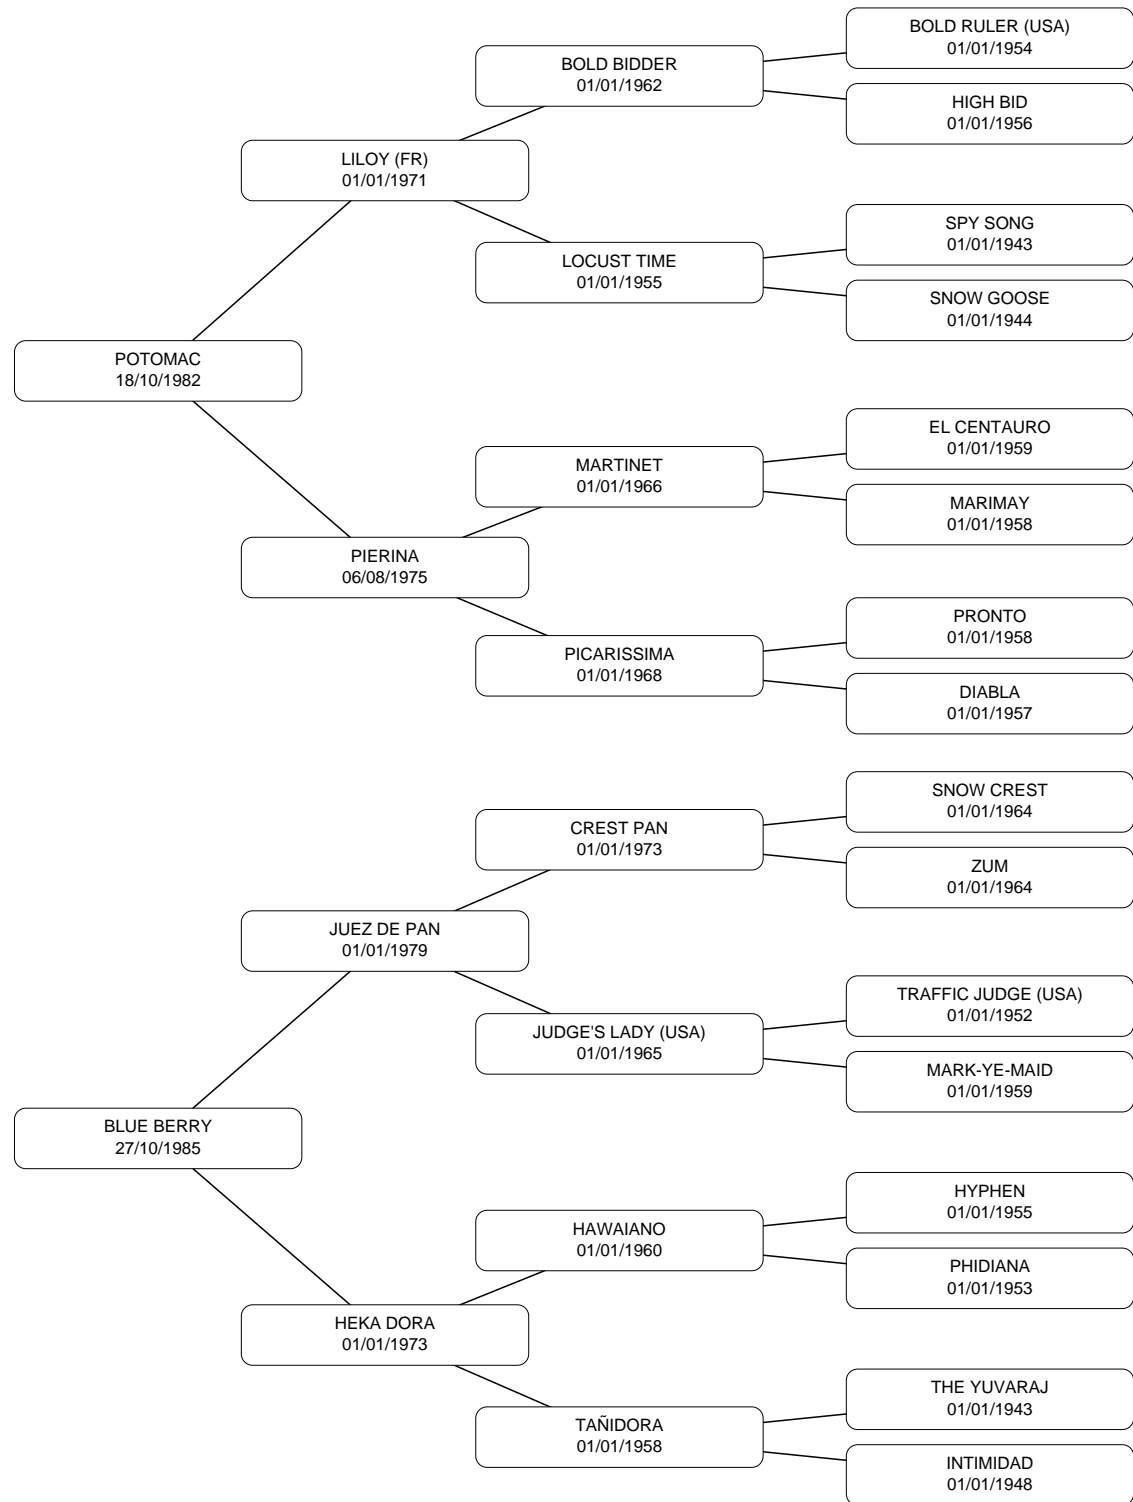 BOLD RULER (USA)
01/01/1954
BOLD BIDDER
01/01/1962
HIGH BID
01/01/1956
LILOY (FR)
01/01/1971
SPY SONG
01/01/1943
LOCUST TIME
01/01/1955
SNOW GOOSE
01/01/1944
POTOMAC
18/10/1982
EL CENTAURO
01/01/1959
MARTINET
01/01/1966
MARIMAY
01/01/1958
PIERINA
06/08/1975
PRONTO
01/01/1958
PICARISSIMA
01/01/1968
DIABLA
01/01/1957
SNOW CREST
01/01/1964
CREST PAN
01/01/1973
ZUM
01/01/1964
JUEZ DE PAN
01/01/1979
TRAFFIC JUDGE (USA)
01/01/1952
JUDGE'S LADY (USA)
01/01/1965
MARK-YE-MAID
01/01/1959
BLUE BERRY
27/10/1985
HYPHEN
01/01/1955
HAWAIANO
01/01/1960
PHIDIANA
01/01/1953
HEKA DORA
01/01/1973
THE YUVARAJ
01/01/1943
TAÑIDORA
01/01/1958
INTIMIDAD
01/01/1948